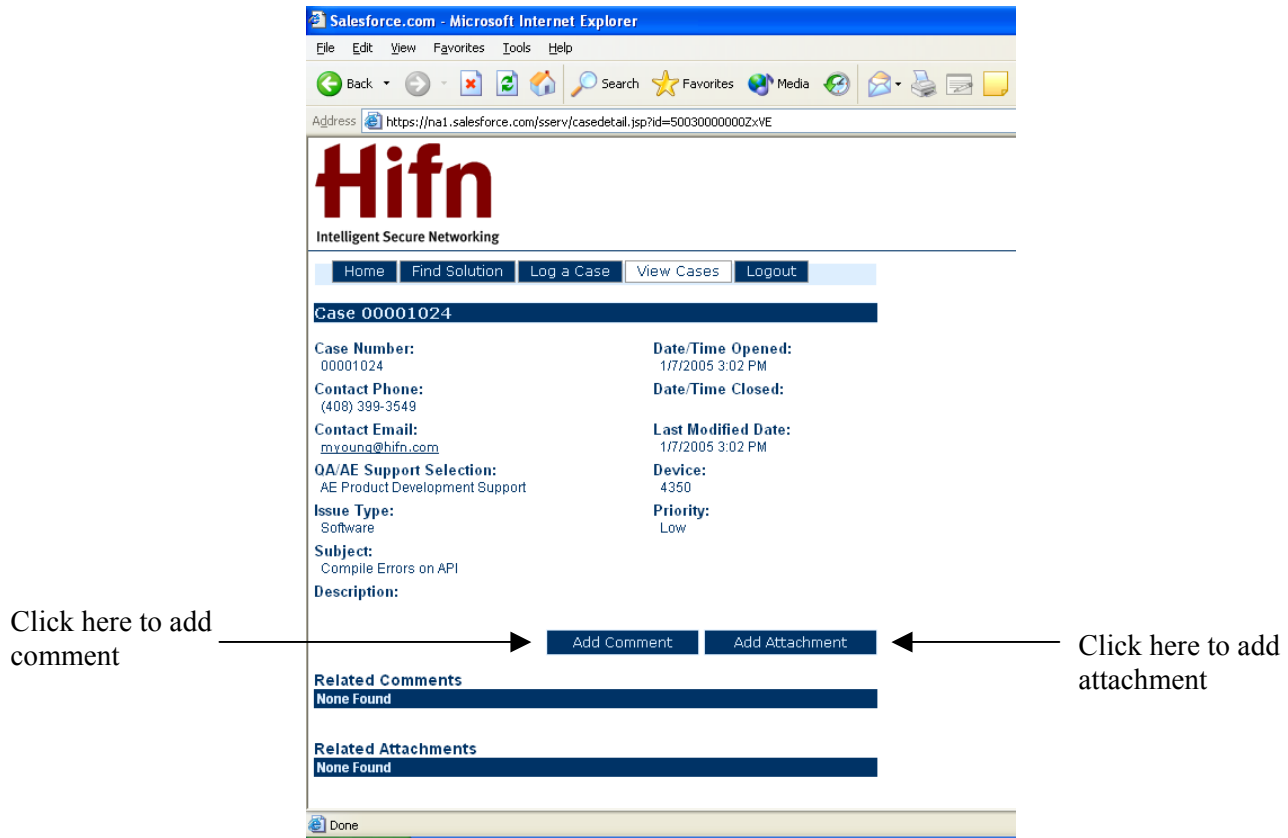 Salesforce.com - Microsoft Internet Explorer
File Edit View Favorites Tools Help
Back Search Favorites Media
Address https://na1.salesforce.com/sserv/casedetail.jsp?id=50030000000ZxVE
Hifn
Intelligent Secure Networking
Home Find Solution Log a Case View Cases Logout
Case 00001024
Case Number: Date/Time Opened:
00001024 1/7/2005 3:02 PM
Contact Phone: Date/Time Closed:
(408) 399-3549
Contact Email: Last Modified Date:
myoung@hifn.com 1/7/2005 3:02 PM
QA/AE Support Selection: Device:
AE Product Development Support 4350
Issue Type: Priority:
Software Low
Subject:
Compile Errors on API
Description:
Click here to add
comment
Add Comment Add Attachment
Click here to add
attachment
Related Comments
None Found
Related Attachments
None Found
Done